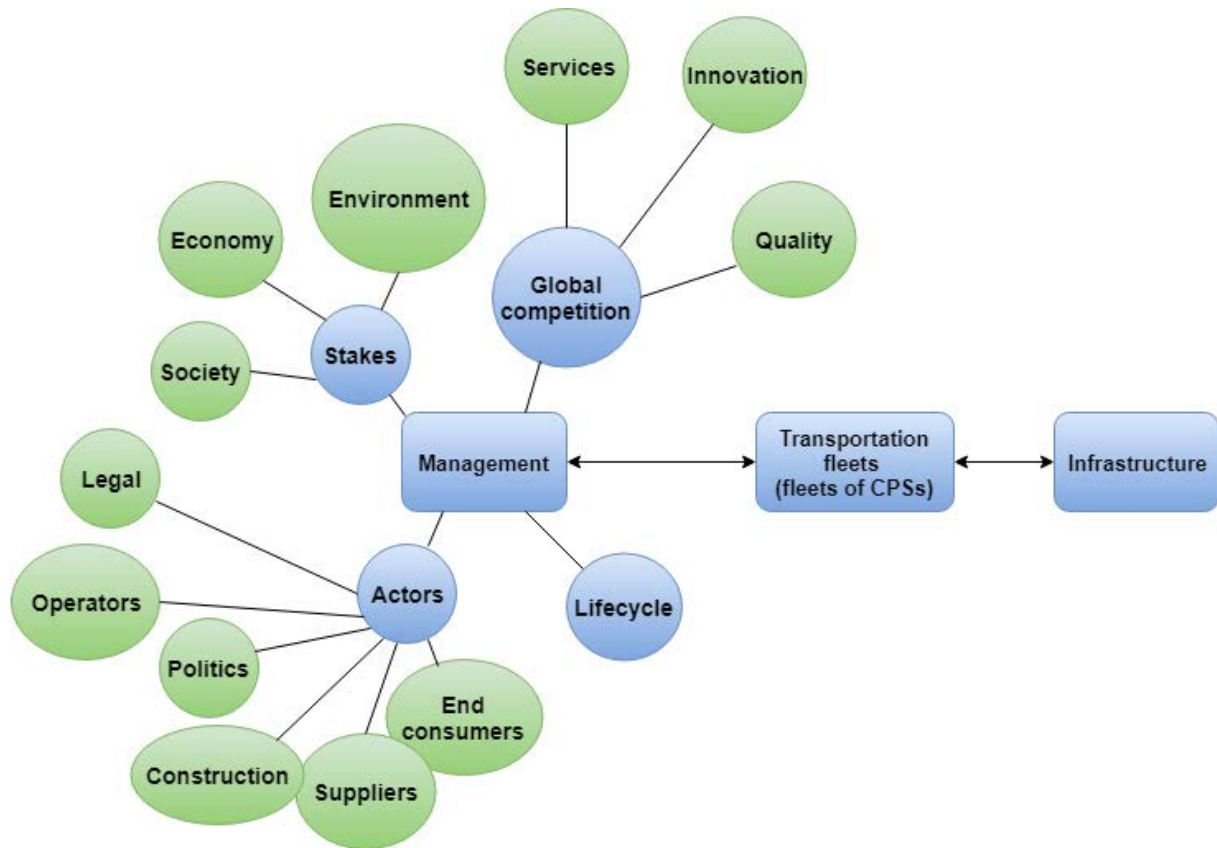 Services
Innovation
Environment
Economy
Quality
Global
competition
Stakes
Society
Management
Transportation
fleets
(fleets of CPSs)
Infrastructure
Legal
Actors
Operators
Lifecycle
Politics
End
consumers
Construction
Suppliers